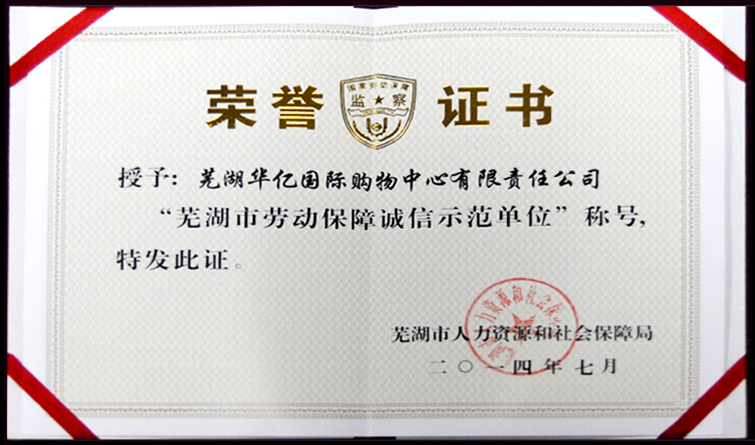 荣誉证书
国家劳动保障
监★察
授予：芜湖华亿国际购物中心有限责任公司
“芜湖市劳动保障诚信示范单位”称号，
特发此证。
芜湖市人力资源和社会保障局
二〇一四年七月